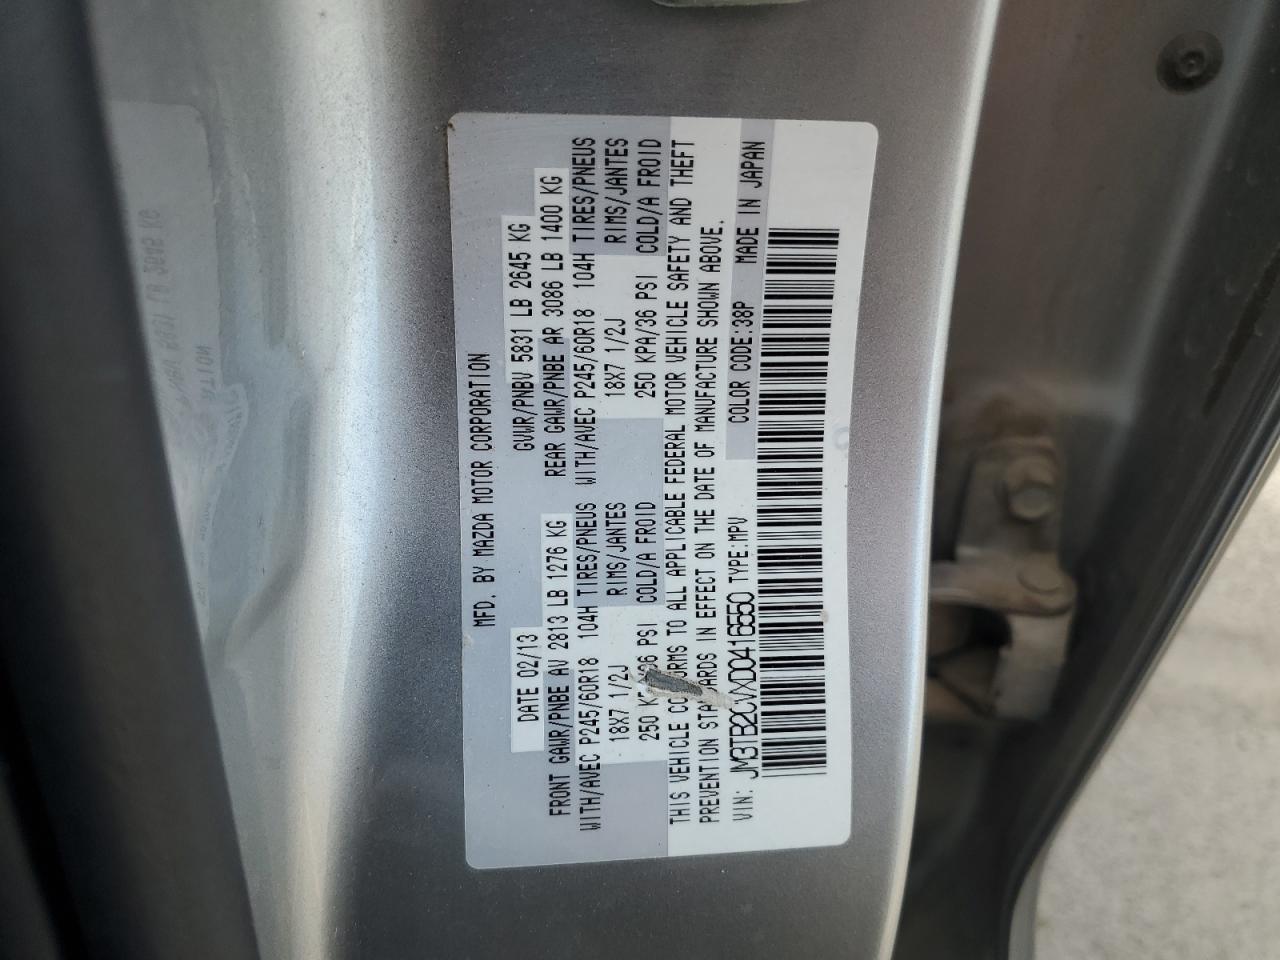 MFD. BY MAZDA MOTOR CORPORATION
DATE 02/13 GVWR/PNBV 5831 LB 2645 KG
FRONT GAWR/PNBE AV 2813 LB 1276 KG REAR GAWR/PNBE AR 3086 LB 1400 KG
WITH/AVEC P245/60R18 104H TIRES/PNEUS WITH/AVEC P245/60R18 104H TIRES/PNEUS
18X7 1/2J RIMS/JANTES 18X7 1/2J RIMS/JANTES
250 PSI COLD/A FROID 250 KPA/36 PSI COLD/A FROID
THIS VEHICLE TO ALL APPLICABLE FEDERAL MOTOR VEHICLE SAFETY AND THEFT
PREVENTION IN EFFECT ON THE DATE OF MANUFACTURE SHOWN ABOVE.
VIN: JM3TB2CVXD0416550 TYPE:MPV COLOR CODE:38P MADE IN JAPAN